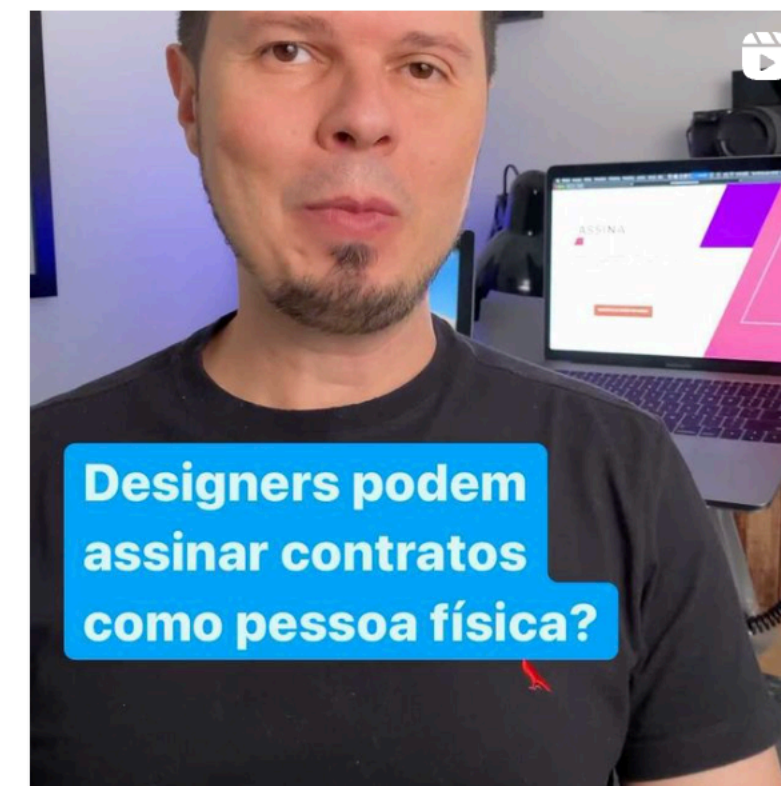 ASSINA
Designers podem
assinar contratos
como pessoa física?